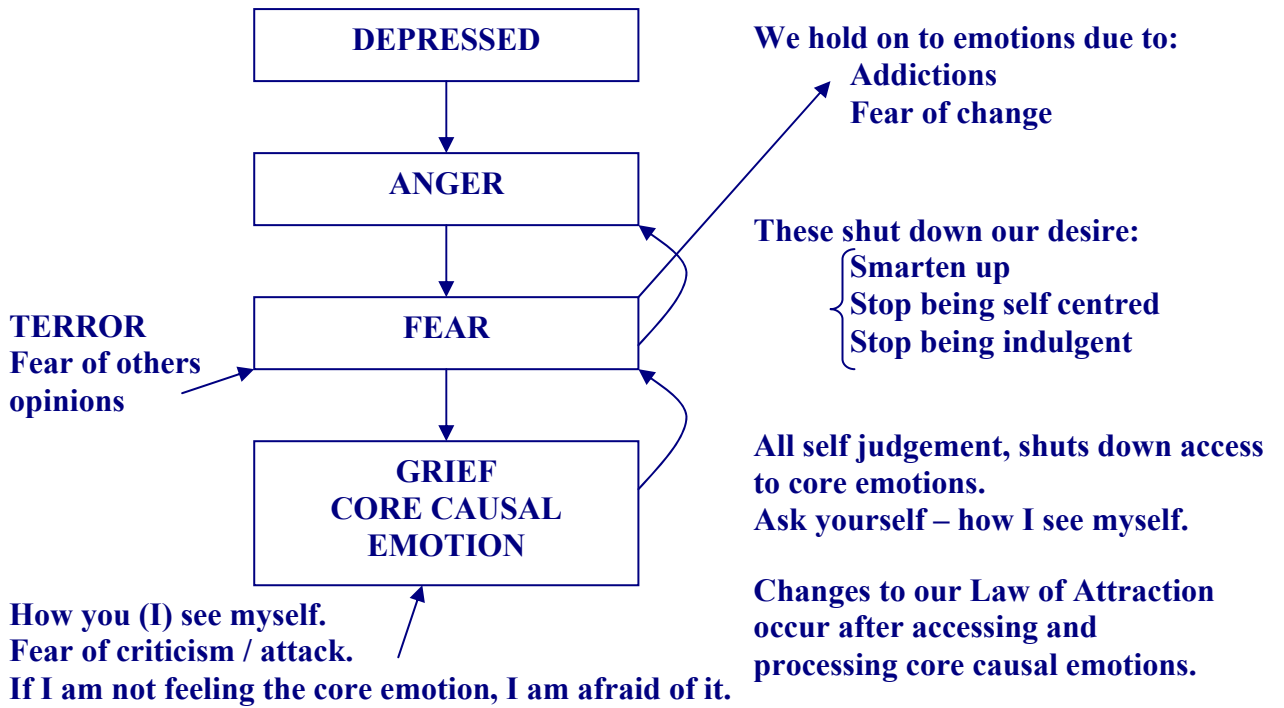 DEPRESSED
We hold on to emotions due to:
Addictions
Fear of change
ANGER
These shut down our desire:
Smarten up
Stop being self centred
Stop being indulgent
FEAR
TERROR
Fear of others
opinions
GRIEF
CORE CAUSAL
EMOTION
All self judgement, shuts down access
to core emotions.
Ask yourself – how I see myself.
Changes to our Law of Attraction
occur after accessing and
processing core causal emotions.
How you (I) see myself.
Fear of criticism / attack.
If I am not feeling the core emotion, I am afraid of it.